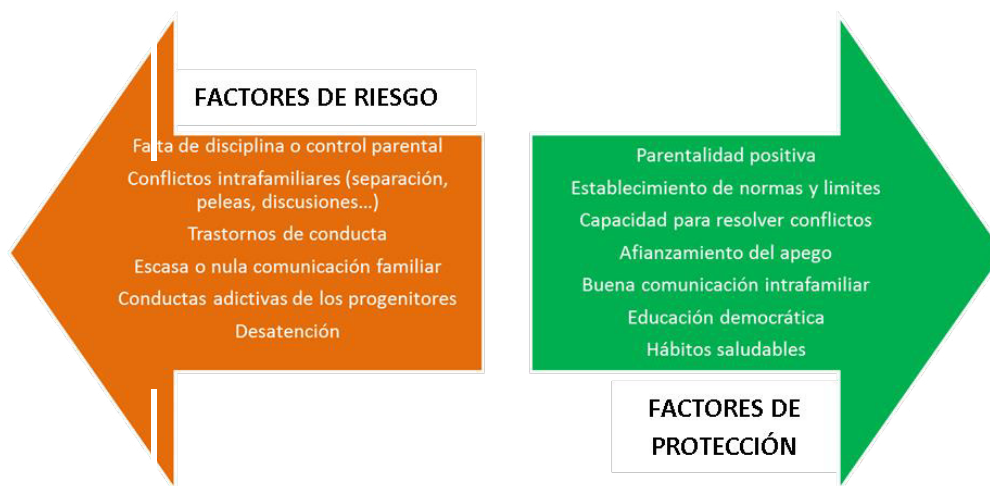 FACTORES DE RIESGO
Falta de disciplina o control parental
Conflictos intrafamiliares (separación,
peleas, discusiones...)
Trastornos de conducta
Escasa o nula comunicación familiar
Conductas adictivas de los progenitores
Desatención
Parentalidad positiva
Establecimiento de normas y limites
Capacidad para resolver conflictos
Afianzamiento del apego
Buena comunicación intrafamiliar
Educación democrática
Hábitos saludables
FACTORES DE
PROTECCIÓN